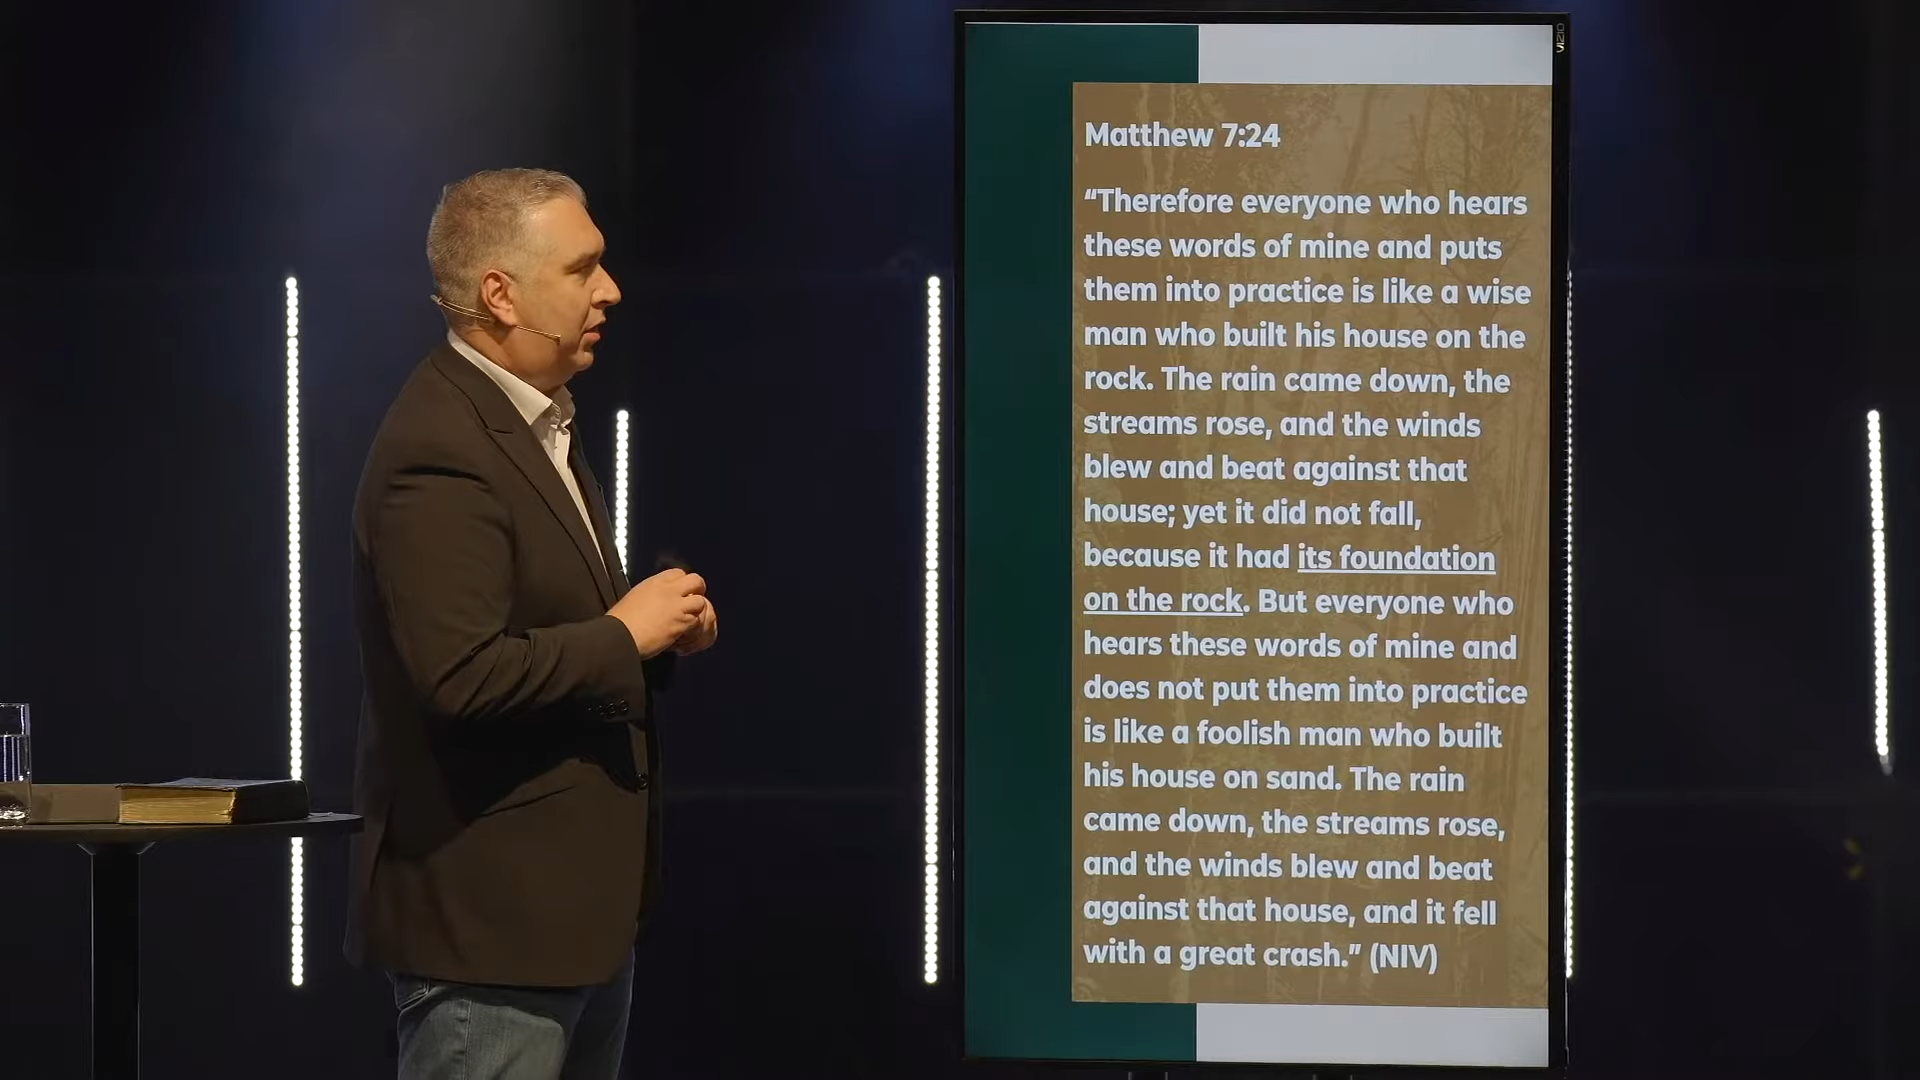 VIZIO
Matthew 7:24
“Therefore everyone who hears
these words of mine and puts
them into practice is like a wise
man who built his house on the
rock. The rain came down, the
streams rose, and the winds
blew and beat against that
house; yet it did not fall,
because it had its foundation
on the rock. But everyone who
hears these words of mine and
does not put them into practice
is like a foolish man who built
his house on sand. The rain
came down, the streams rose,
and the winds blew and beat
against that house, and it fell
with a great crash.” (NIV)